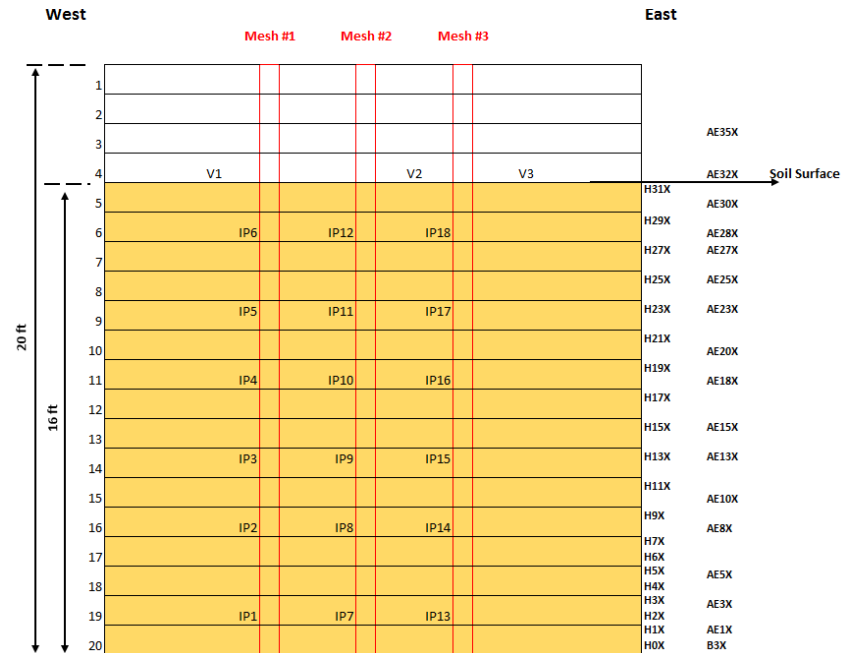 West East
Mesh #1 Mesh #2 Mesh #3
1
2
3 AE35X
4 V1 V2 V3 AE32X Soil Surface
H31X
5 AE30X
H29X
6 IP6 IP12 IP18 AE28X
H27X AE27X
7
H25X AE25X
8
9 IP5 IP11 IP17 H23X AE23X
20 ft
H21X
10 AE20X
H19X
11 IP4 IP10 IP16 AE18X
16 ft
H17X
12
H15X AE15X
13
14 IP3 IP9 IP15 H13X AE13X
H11X
15 AE10X
H9X
16 IP2 IP8 IP14 AE8X
H7X
17 H6X
H5X AE5X
18 H4X
H3X AE3X
19 IP1 IP7 IP13 H2X
H1X AE1X
20 H0X B3X